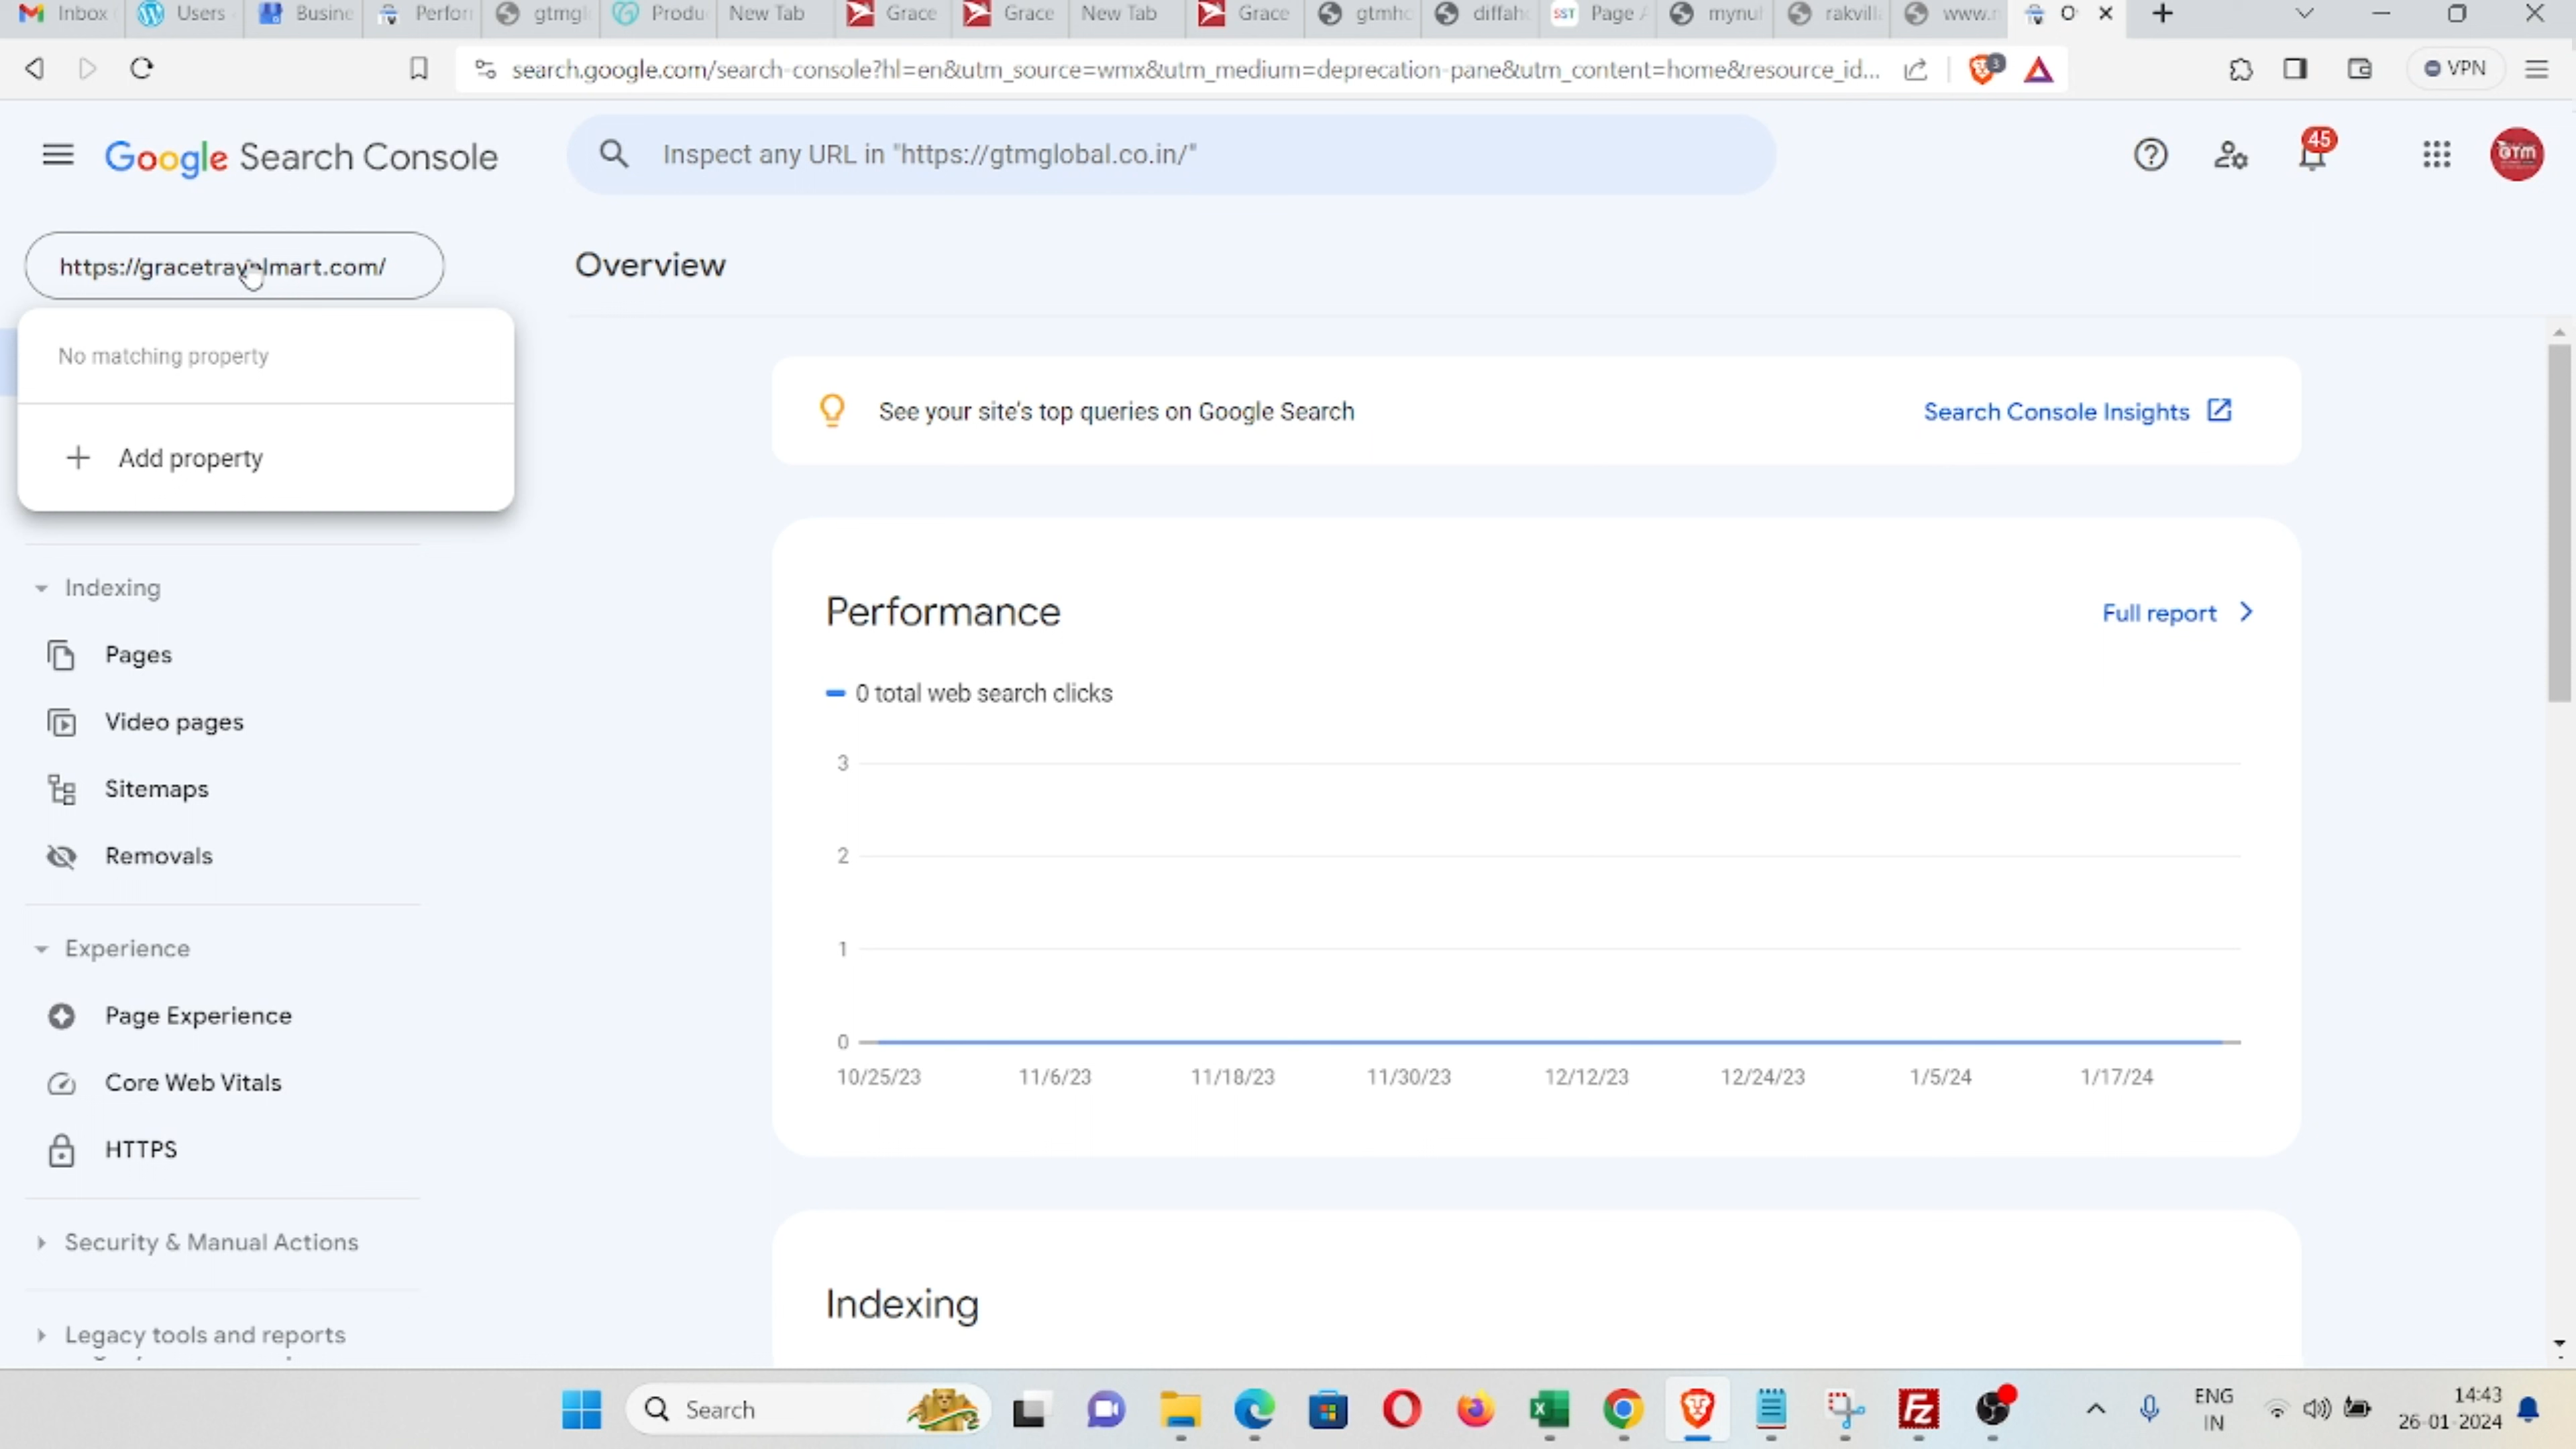 Inbox
Users
Busine
Perfor
gtmgl
Produ
New Tab
Grace
Grace
New Tab
Grace
gtmhc
diffah
SST Page A
mynul
rakvilla
www.n
search.google.com/search-console?hl=en&utm_source=wmx&utm_medium=deprecation-pane&utm_content=home&resource_id...
3
VPN
Google Search Console
Inspect any URL in "https://gtmglobal.co.in/"
45
GTM
https://gracetravelmart.com/
No matching property
Add property
Overview
See your site's top queries on Google Search
Search Console Insights
Indexing
Pages
Video pages
Sitemaps
Removals
Experience
Page Experience
Core Web Vitals
HTTPS
Security & Manual Actions
Legacy tools and reports
Performance
Full report
0 total web search clicks
3
2
1
0
10/25/23 11/6/23 11/18/23 11/30/23 12/12/23 12/24/23 1/5/24 1/17/24
Indexing
Search
ENG
IN
14:43
26-01-2024